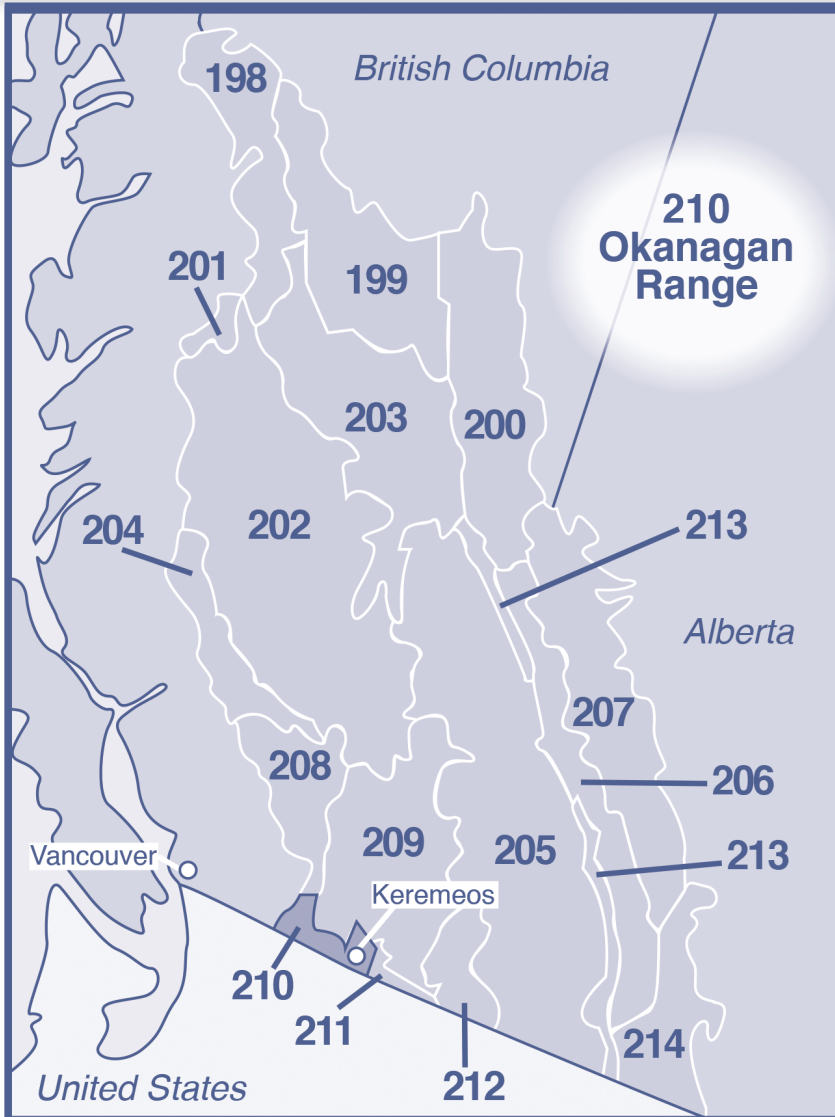 198
British Columbia
210
Okanagan
Range
201
199
203
200
204
202
213
Alberta
207
208
206
209
205
213
Vancouver
Keremeos
210
211
214
United States
212